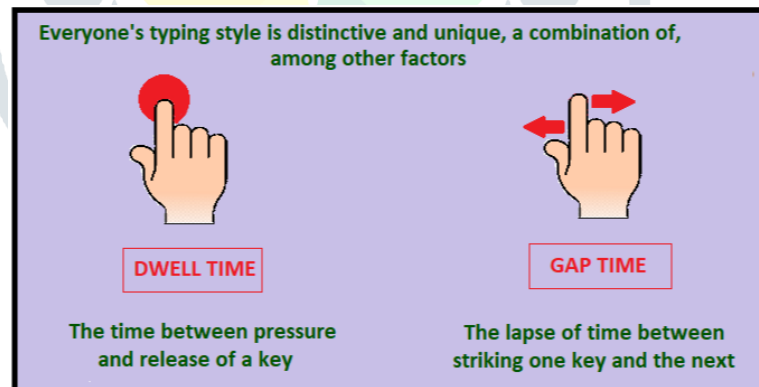 Everyone's typing style is distinctive and unique, a combination of,
among other factors
DWELL TIME
The time between pressure
and release of a key
GAP TIME
The lapse of time between
striking one key and the next